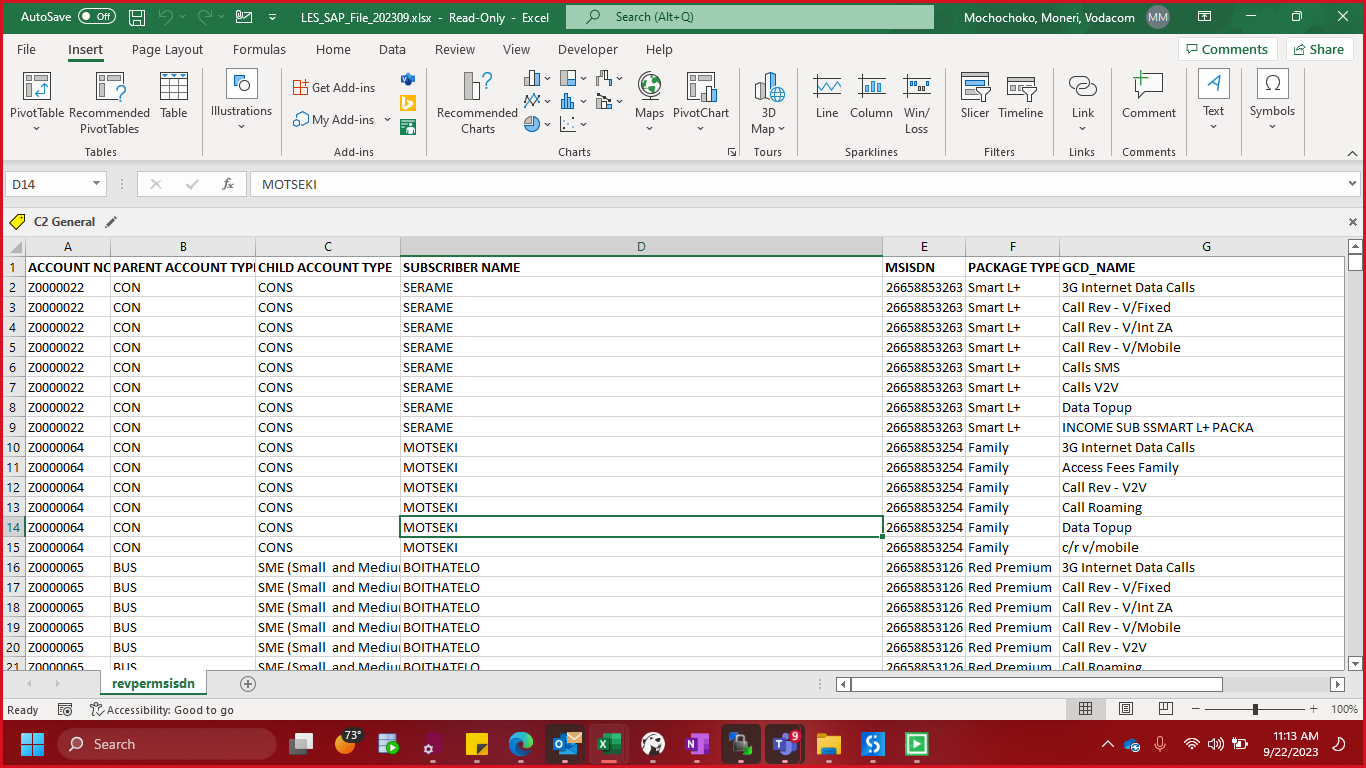 AutoSave Off LES_SAP_File_202309.xlsx - Read-Only - Excel Search (Alt+Q) Mochochoko, Moneri, Vodacom MM
File Insert Page Layout Formulas Home Data Review View Developer Help Comments Share
PivotTable Recommended PivotTables Table Illustrations Get Add-ins My Add-ins Recommended Charts Maps PivotChart 3D Map Line Column Win/Loss Slicer Timeline Link Comment Text Symbols
Tables Add-ins Charts Tours Sparklines Filters Links Comments
D14 fx MOTSEKI
C2 General
A B C D E F G
1 ACCOUNT NO PARENT ACCOUNT TYPE CHILD ACCOUNT TYPE SUBSCRIBER NAME MSISDN PACKAGE TYPE GCD_NAME
2 Z0000022 CON CONS SERAME 26658853263 Smart L+ 3G Internet Data Calls
3 Z0000022 CON CONS SERAME 26658853263 Smart L+ Call Rev - V/Fixed
4 Z0000022 CON CONS SERAME 26658853263 Smart L+ Call Rev - V/Int ZA
5 Z0000022 CON CONS SERAME 26658853263 Smart L+ Call Rev - V/Mobile
6 Z0000022 CON CONS SERAME 26658853263 Smart L+ Calls SMS
7 Z0000022 CON CONS SERAME 26658853263 Smart L+ Calls V2V
8 Z0000022 CON CONS SERAME 26658853263 Smart L+ Data Topup
9 Z0000022 CON CONS SERAME 26658853263 Smart L+ INCOME SUB SSMART L+ PACKA
10 Z0000064 CON CONS MOTSEKI 26658853254 Family 3G Internet Data Calls
11 Z0000064 CON CONS MOTSEKI 26658853254 Family Access Fees Family
12 Z0000064 CON CONS MOTSEKI 26658853254 Family Call Rev - V2V
13 Z0000064 CON CONS MOTSEKI 26658853254 Family Call Roaming
14 Z0000064 CON CONS MOTSEKI 26658853254 Family Data Topup
15 Z0000064 CON CONS MOTSEKI 26658853254 Family c/r v/mobile
16 Z0000065 BUS SME (Small and Mediu BOITHATELO 26658853126 Red Premium 3G Internet Data Calls
17 Z0000065 BUS SME (Small and Mediu BOITHATELO 26658853126 Red Premium Call Rev - V/Fixed
18 Z0000065 BUS SME (Small and Mediu BOITHATELO 26658853126 Red Premium Call Rev - V/Int ZA
19 Z0000065 BUS SME (Small and Mediu BOITHATELO 26658853126 Red Premium Call Rev - V/Mobile
20 Z0000065 BUS SME (Small and Mediu BOITHATELO 26658853126 Red Premium Call Rev - V2V
21 Z0000065 BUS SME (Small and Mediu BOITHATELO 26658853126 Red Premium Call Roaming
revpermsisdn
Ready Accessibility: Good to go 100%
Search 73° 9 11:13 AM
9/22/2023